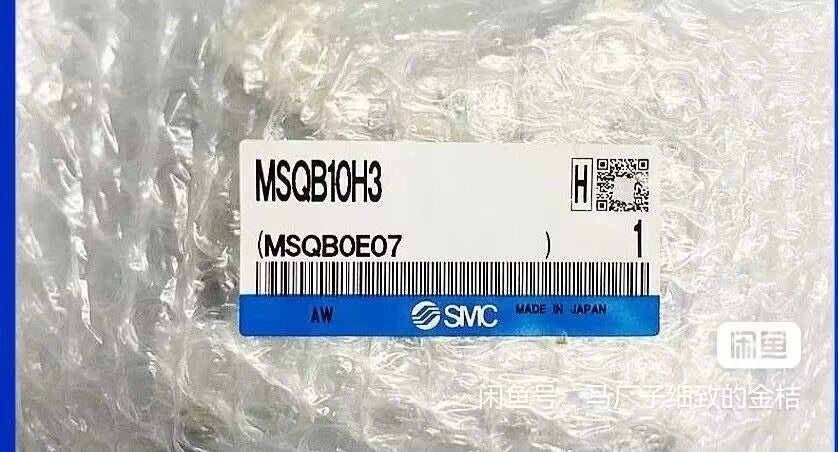 MSQB10H3
H
(MSQB0E07 )
1
AW
SMC
MADE IN JAPAN
闲鱼
闲鱼号：马厂了细致的金桔